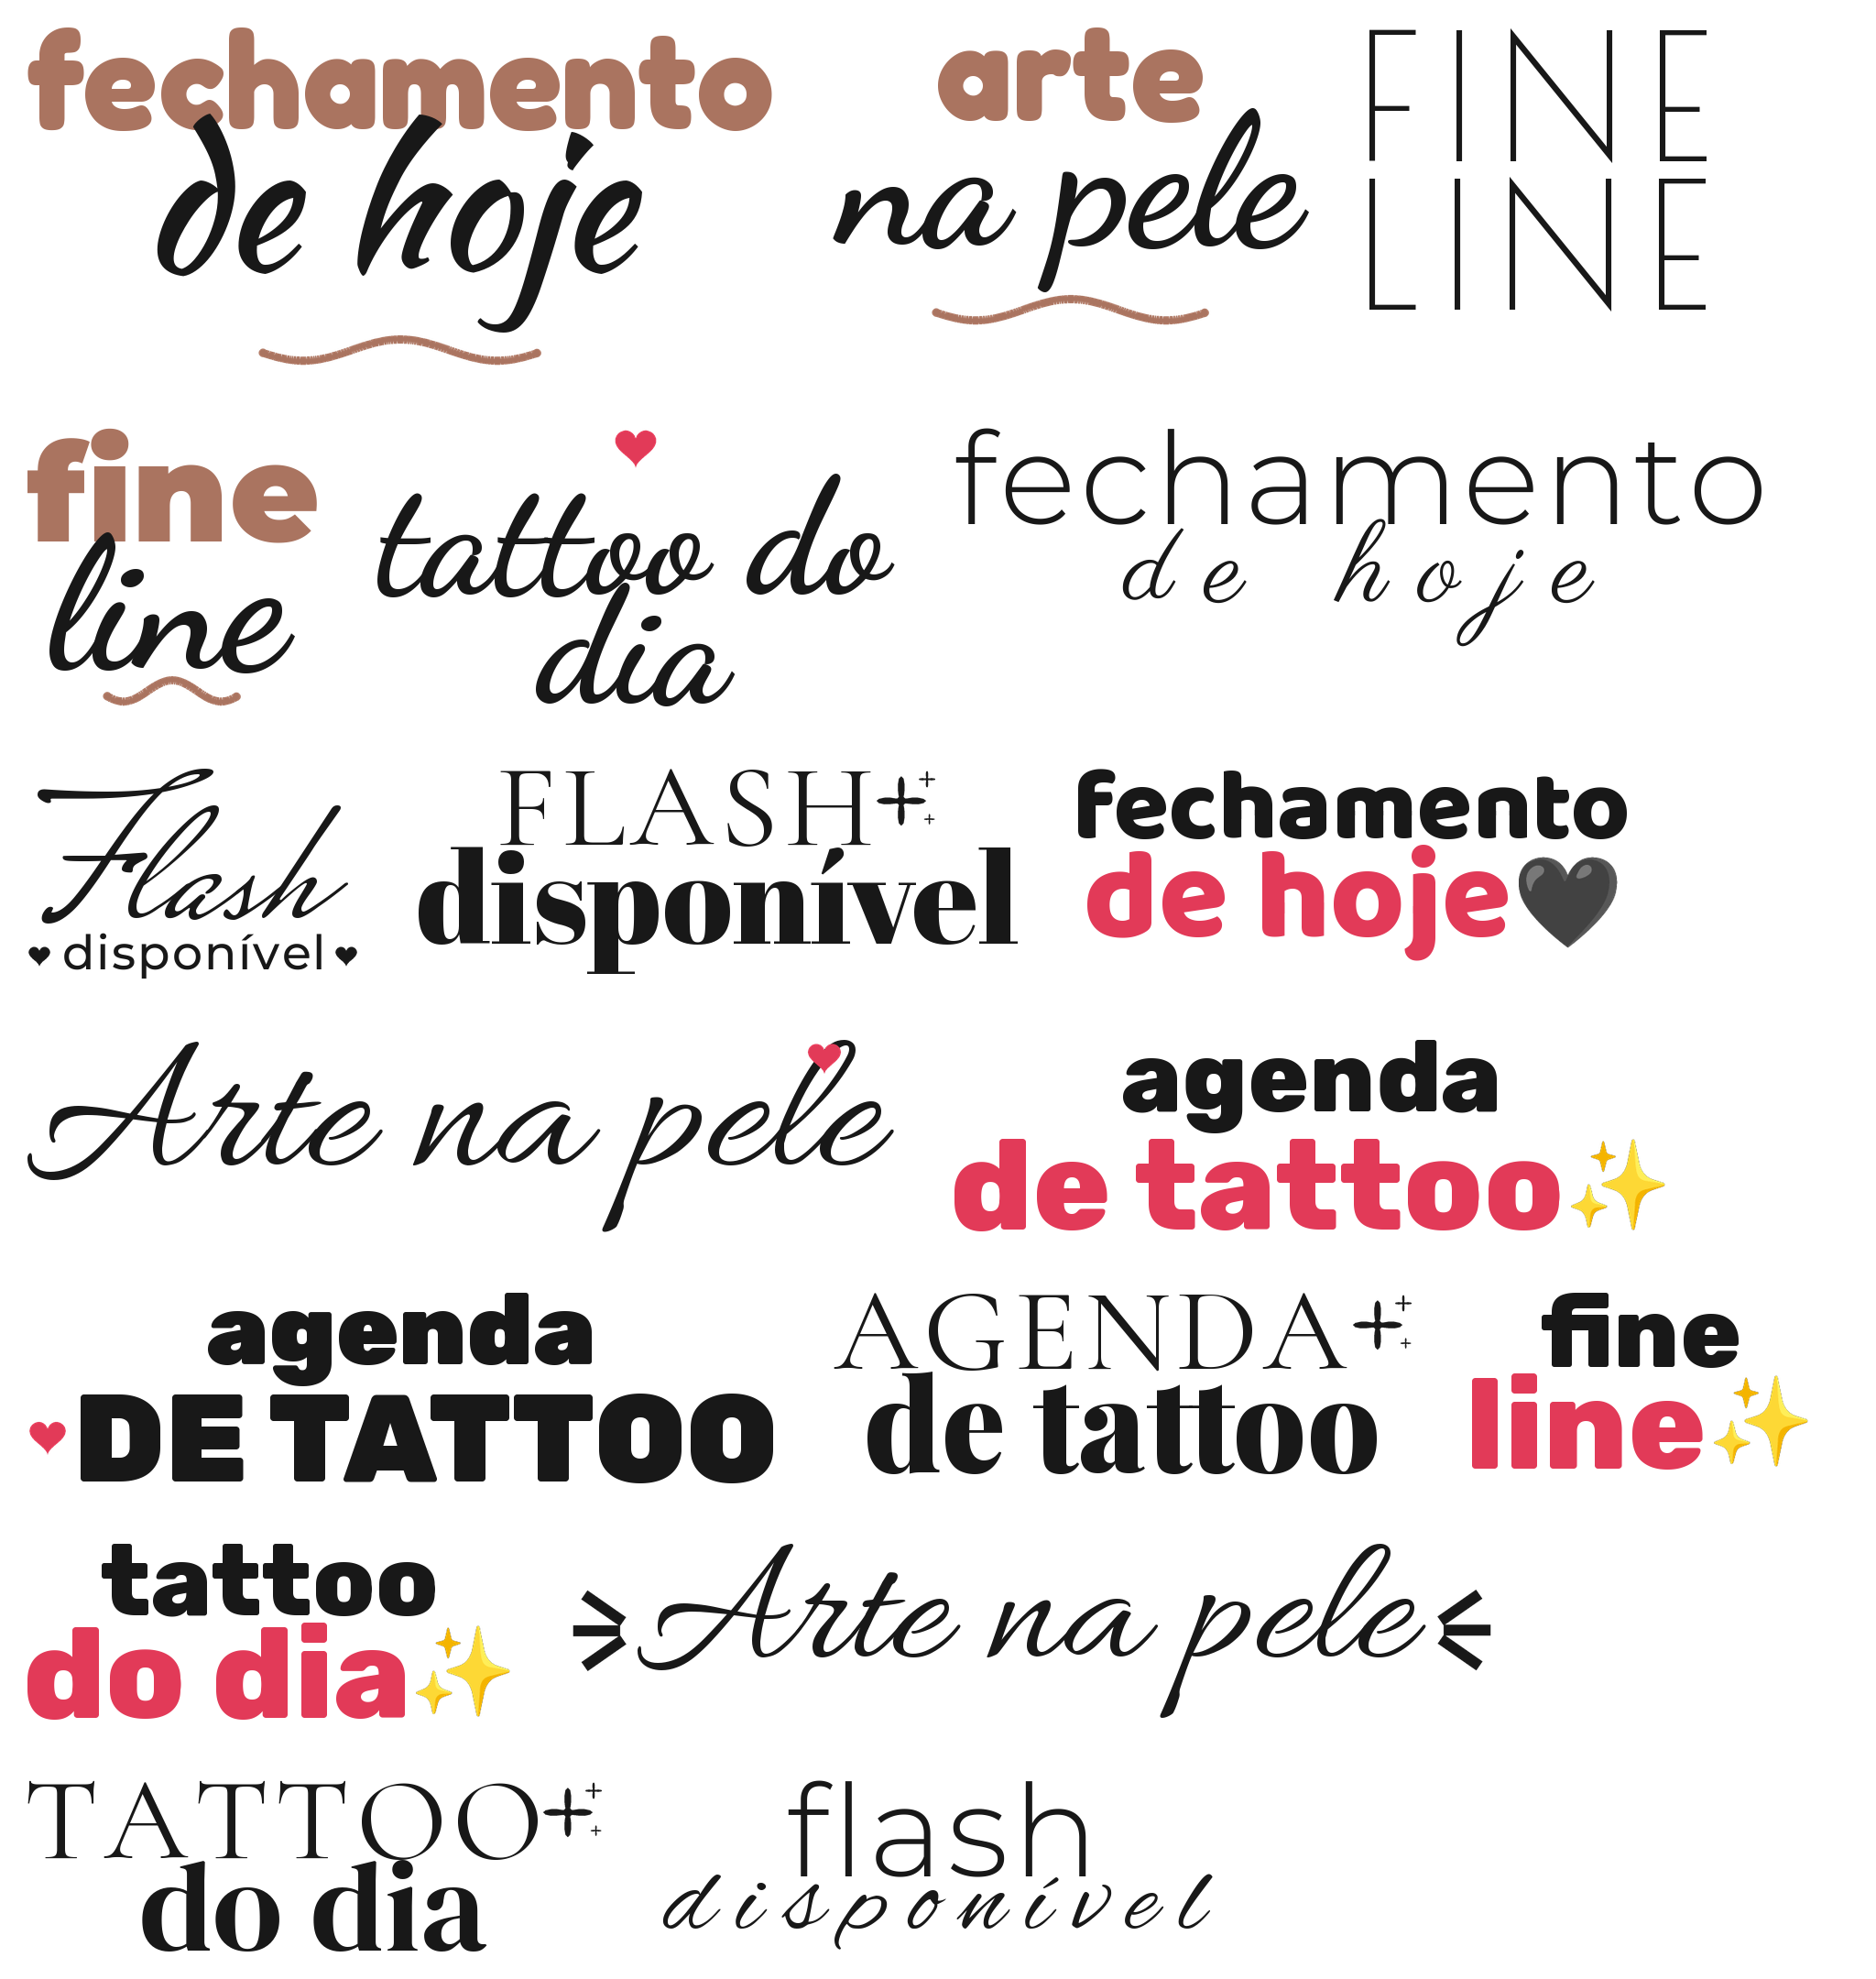 fechamento
de hoje
arte
na pele
FINE
LINE
fine
line
tattoo do
dia
fechamento
de hoje
Flash
disponível
FLASH
disponível
fechamento
de hoje🖤
Arte na pele
agenda
de tattoo✨
agenda
DE TATTOO
AGENDA
de tattoo
fine
line✨
tattoo
do dia✨
Arte na pele
TATTOO
do dia
flash
disponível